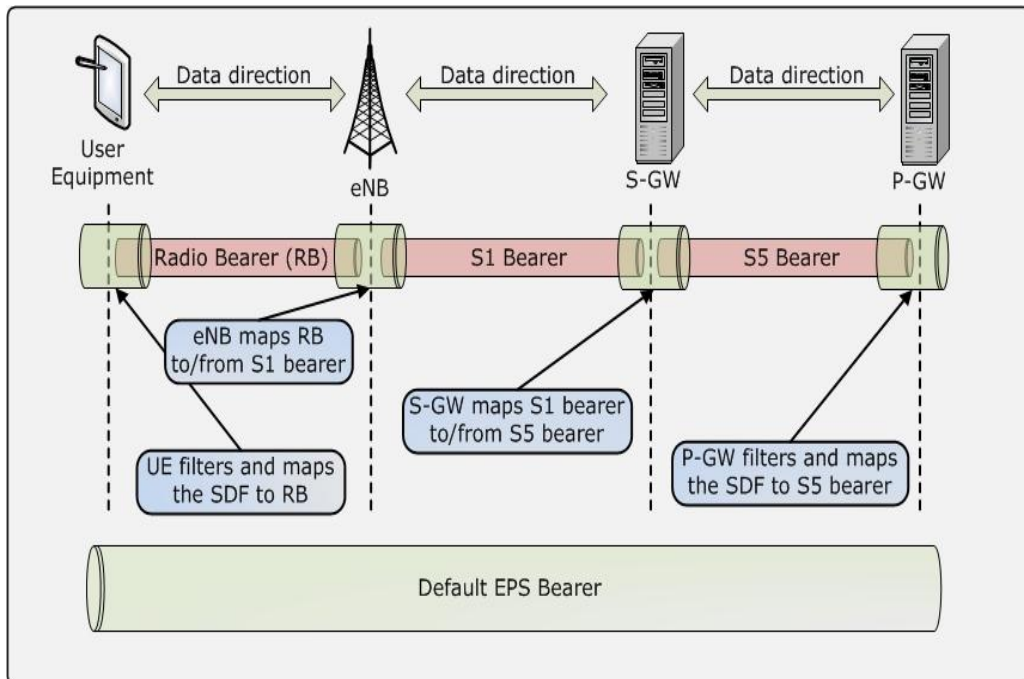 Data direction
Data direction
Data direction
User
Equipment
eNB
S-GW
P-GW
Radio Bearer (RB)
S1 Bearer
S5 Bearer
eNB maps RB
to/from S1 bearer
S-GW maps S1 bearer
to/from S5 bearer
UE filters and maps
the SDF to RB
P-GW filters and maps
the SDF to S5 bearer
Default EPS Bearer